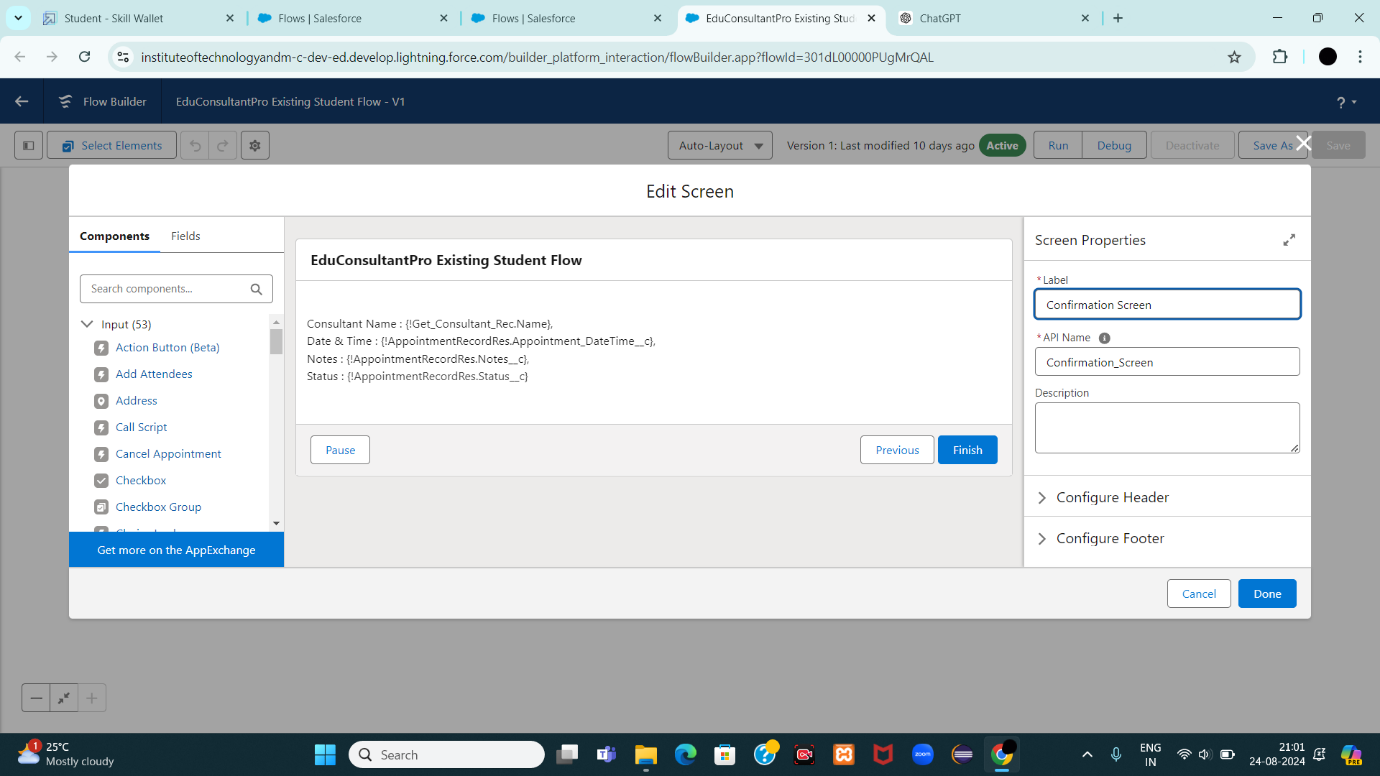 Student - Skill Wallet
Flows | Salesforce
Flows | Salesforce
EduConsultantPro Existing Stud
ChatGPT
instituteoftechnologyandm-c-dev-ed.develop.lightning.force.com/builder_platform_interaction/flowBuilder.app?flowId=301dL00000PUgMrQAL
Flow Builder
EduConsultantPro Existing Student Flow - V1
?
Select Elements
Auto-Layout
Version 1: Last modified 10 days ago
Active
Run
Debug
Deactivate
Save As
Save
Edit Screen
Components
Fields
Search components...
Input (53)
Action Button (Beta)
Add Attendees
Address
Call Script
Cancel Appointment
Checkbox
Checkbox Group
Get more on the AppExchange
EduConsultantPro Existing Student Flow
Consultant Name : {!Get_Consultant_Rec.Name},
Date & Time : {!AppointmentRecordRes.Appointment_DateTime__c},
Notes : {!AppointmentRecordRes.Notes__c},
Status : {!AppointmentRecordRes.Status__c}
Pause
Previous
Finish
Screen Properties
*Label
Confirmation Screen
*API Name
Confirmation_Screen
Description
Configure Header
Configure Footer
Cancel
Done
1
25°C
Mostly cloudy
Search
zoom
ENG
IN
21:01
24-08-2024
PRE